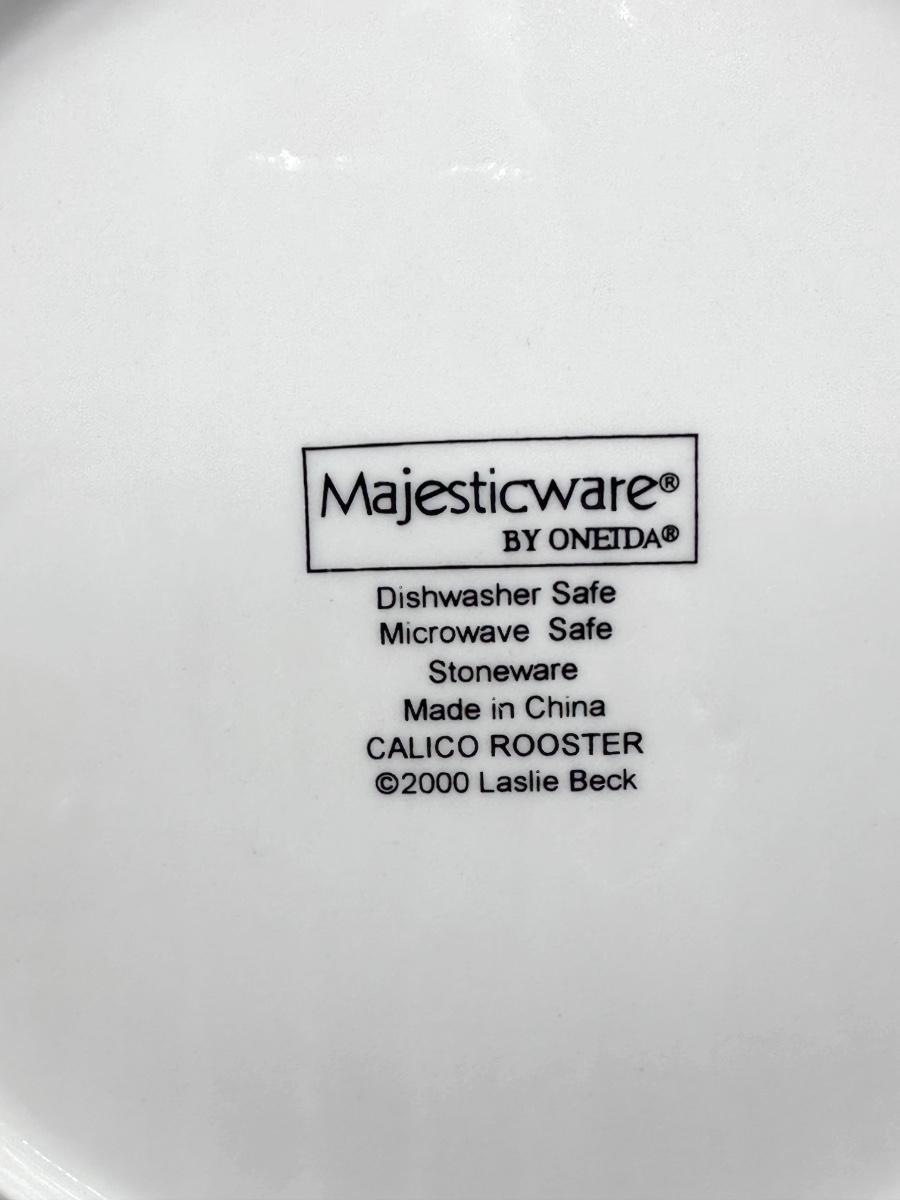 Majesticware®
BY ONEIDA®
Dishwasher Safe
Microwave Safe
Stoneware
Made in China
CALICO ROOSTER
©2000 Laslie Beck